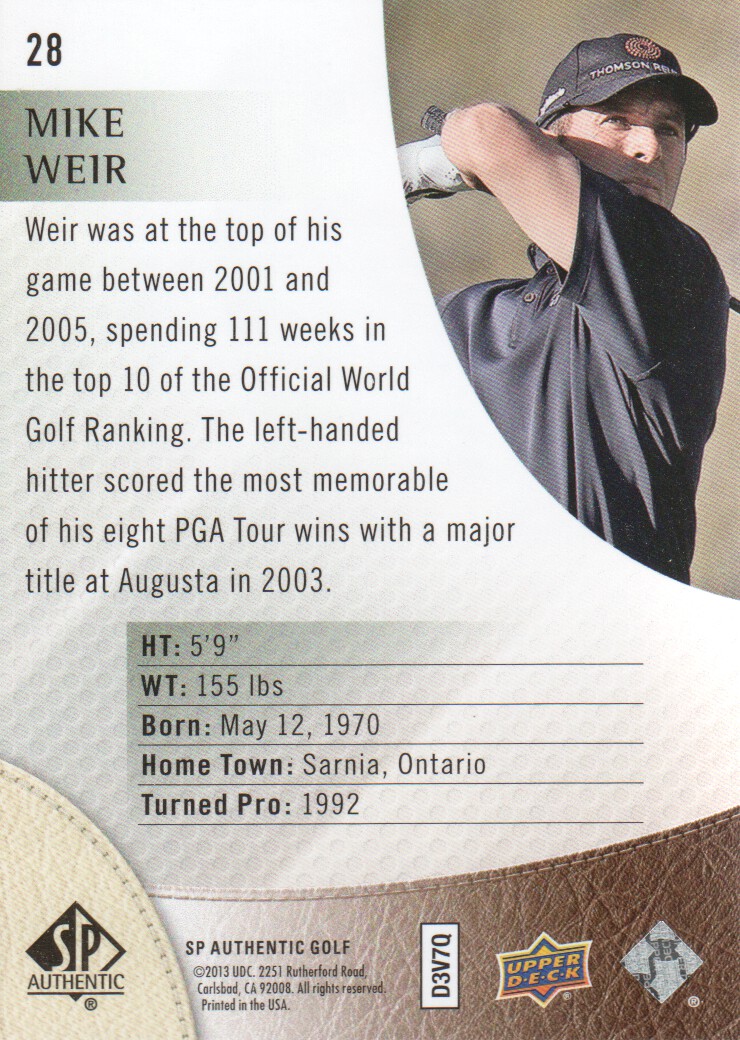 28
MIKE
WEIR
THOMSON
Weir was at the top of his
game between 2001 and
2005, spending 111 weeks in
the top 10 of the Official World
Golf Ranking. The left-handed
hitter scored the most memorable
of his eight PGA Tour wins with a major
title at Augusta in 2003.
HT: 5'9"
WT: 155 lbs
Born: May 12, 1970
Home Town: Sarnia, Ontario
Turned Pro: 1992
SP
AUTHENTIC
®
SP AUTHENTIC GOLF
©2013 UDC. 2251 Rutherford Road,
Carlsbad, CA 92008. All rights reserved.
Printed in the USA.
D3V7Q
UPPER
D·E·C·K
®
®